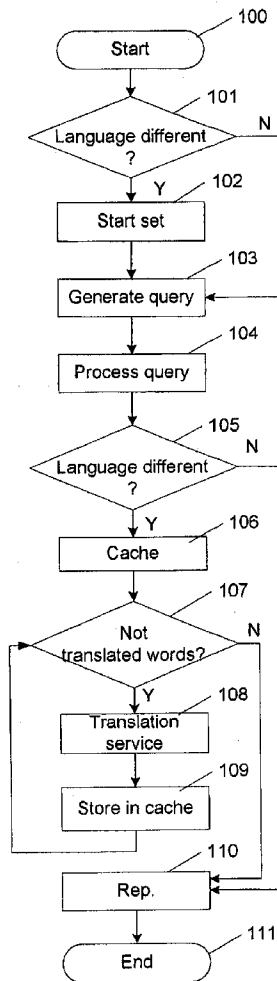 100
Start
101
Language different
?
N
Y
102
Start set
103
Generate query
104
Process query
105
Language different
?
N
Y
106
Cache
107
Not
translated words?
N
Y
108
Translation
service
109
Store in cache
110
Rep.
111
End